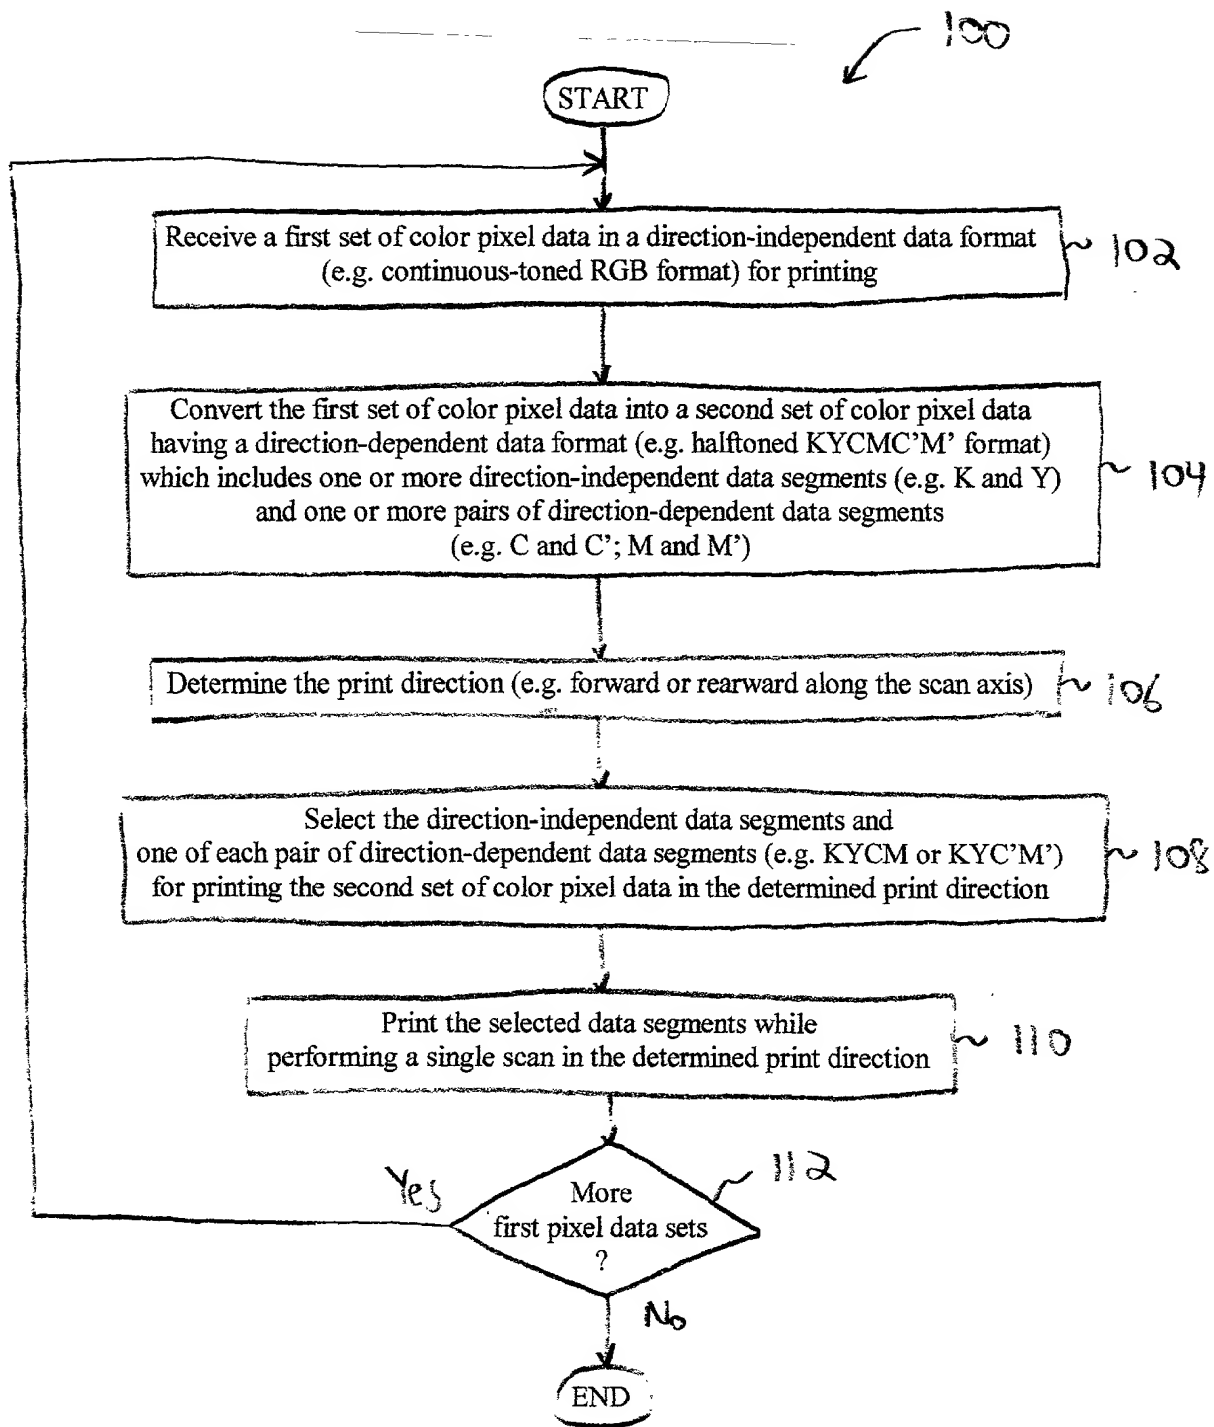 100
START
Receive a first set of color pixel data in a direction-independent data format
(e.g. continuous-toned RGB format) for printing
102
Convert the first set of color pixel data into a second set of color pixel data
having a direction-dependent data format (e.g. halftoned KYCMC'M' format)
which includes one or more direction-independent data segments (e.g. K and Y)
and one or more pairs of direction-dependent data segments
(e.g. C and C'; M and M')
104
Determine the print direction (e.g. forward or rearward along the scan axis)
106
Select the direction-independent data segments and
one of each pair of direction-dependent data segments (e.g. KYCM or KYC'M')
for printing the second set of color pixel data in the determined print direction
108
Print the selected data segments while
performing a single scan in the determined print direction
110
112
Yes
More
first pixel data sets
?
No
END